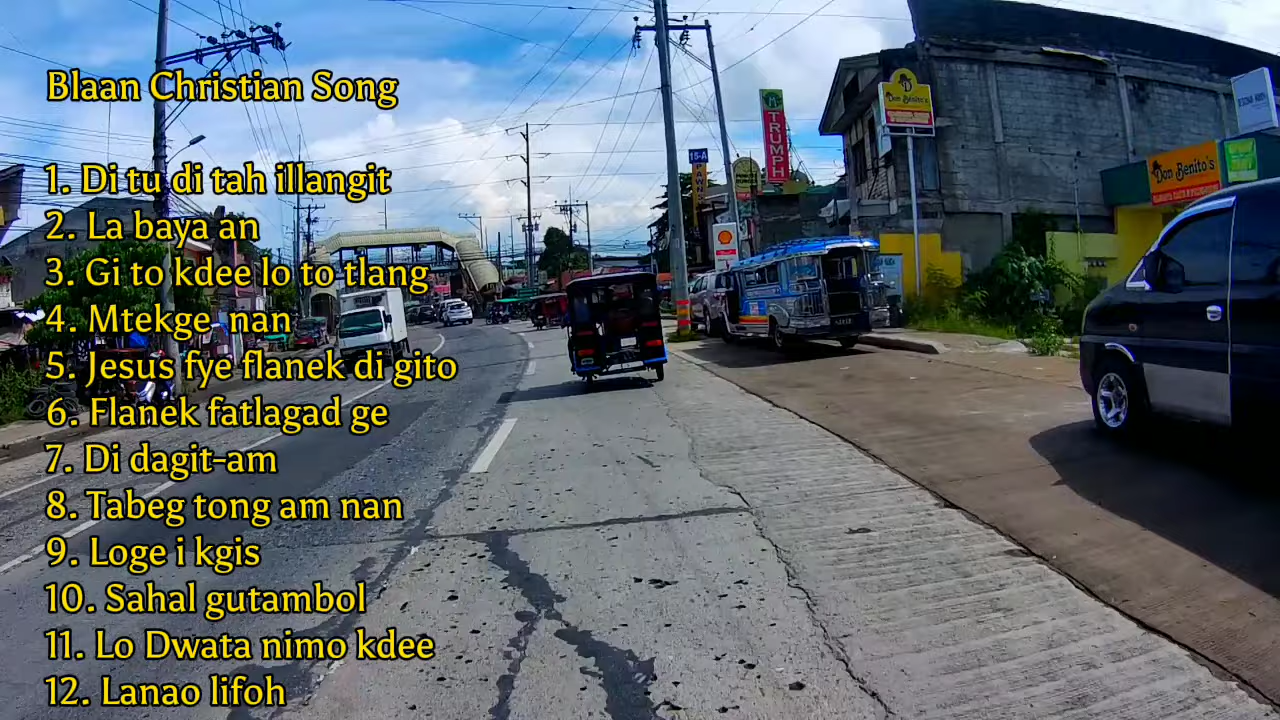 Blaan Christian Song
1. Di tu di tah illangit
2. La baya an
3. Gi to kdee lo to tlang
4. Mtekge nan
5. Jesus fye flanek di gito
6. Flanek fatlagad ge
7. Di dagit-am
8. Tabeg tong am nan
9. Loge i kgis
10. Sahal gutambol
11. Lo Dwata nimo kdee
12. Lanao lifoh
TRUMPH
15-A
Don Benito's
Don Benito's